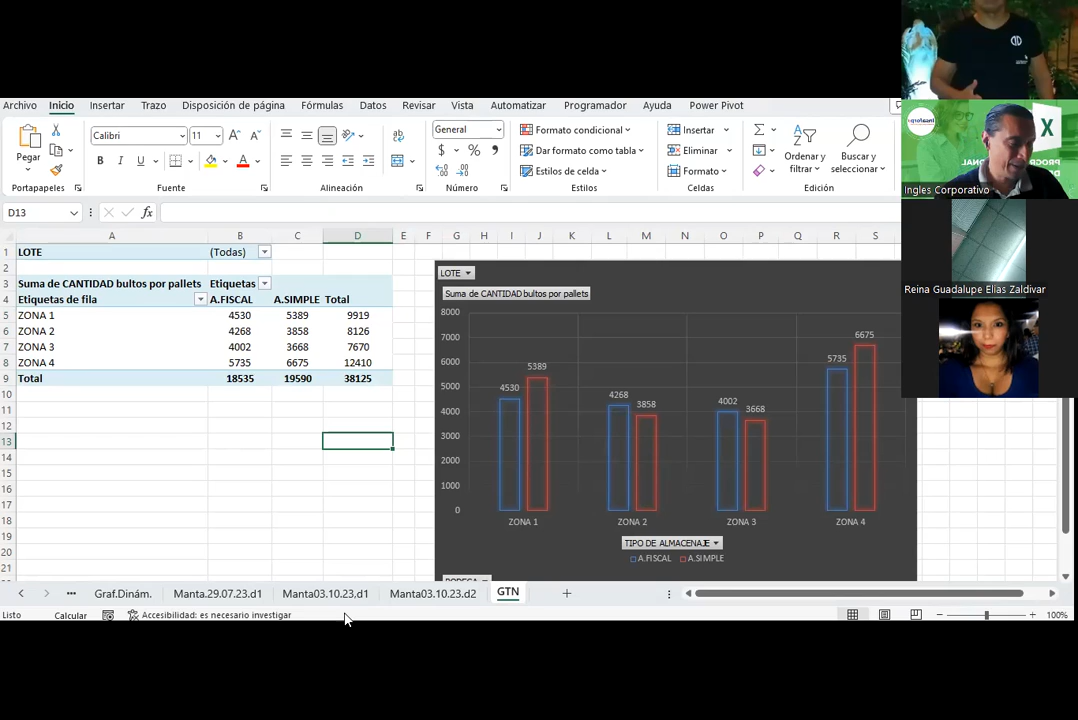 Archivo Inicio Insertar Trazo Disposición de página Fórmulas Datos Revisar Vista Automatizar Programador Ayuda Power Pivot
Pegar
Portapapeles
Calibri 11
N K S
Fuente
Alineación
General
$ % 000
Número
Formato condicional
Dar formato como tabla
Estilos de celda
Estilos
Insertar
Eliminar
Formato
Celdas
Ordenar y filtrar
Buscar y seleccionar
Edición
D13 fx
A B C D E F G H I J K L M N O P Q R S
1 LOTE (Todas)
2
3 Suma de CANTIDAD bultos por pallets Etiquetas
4 Etiquetas de fila A.FISCAL A.SIMPLE Total
5 ZONA 1 4530 5389 9919
6 ZONA 2 4268 3858 8126
7 ZONA 3 4002 3668 7670
8 ZONA 4 5735 6675 12410
9 Total 18535 19590 38125
10
11
12
13
14
15
16
17
18
19
20
21
LOTE
Suma de CANTIDAD bultos por pallets
8000
7000
6000
5000
4000
3000
2000
1000
0
4530 5389 4268 3858 4002 3668 5735 6675
ZONA 1 ZONA 2 ZONA 3 ZONA 4
TIPO DE ALMACENAJE
A.FISCAL A.SIMPLE
BODEGA
Graf.Dinám. Manta.29.07.23.d1 Manta03.10.23,d1 Manta03.10.23.d2 GTN
Listo Calcular Accesibilidad: es necesario investigar 100%
Ingles Corporativo
Reina Guadalupe Elias Zaldivar